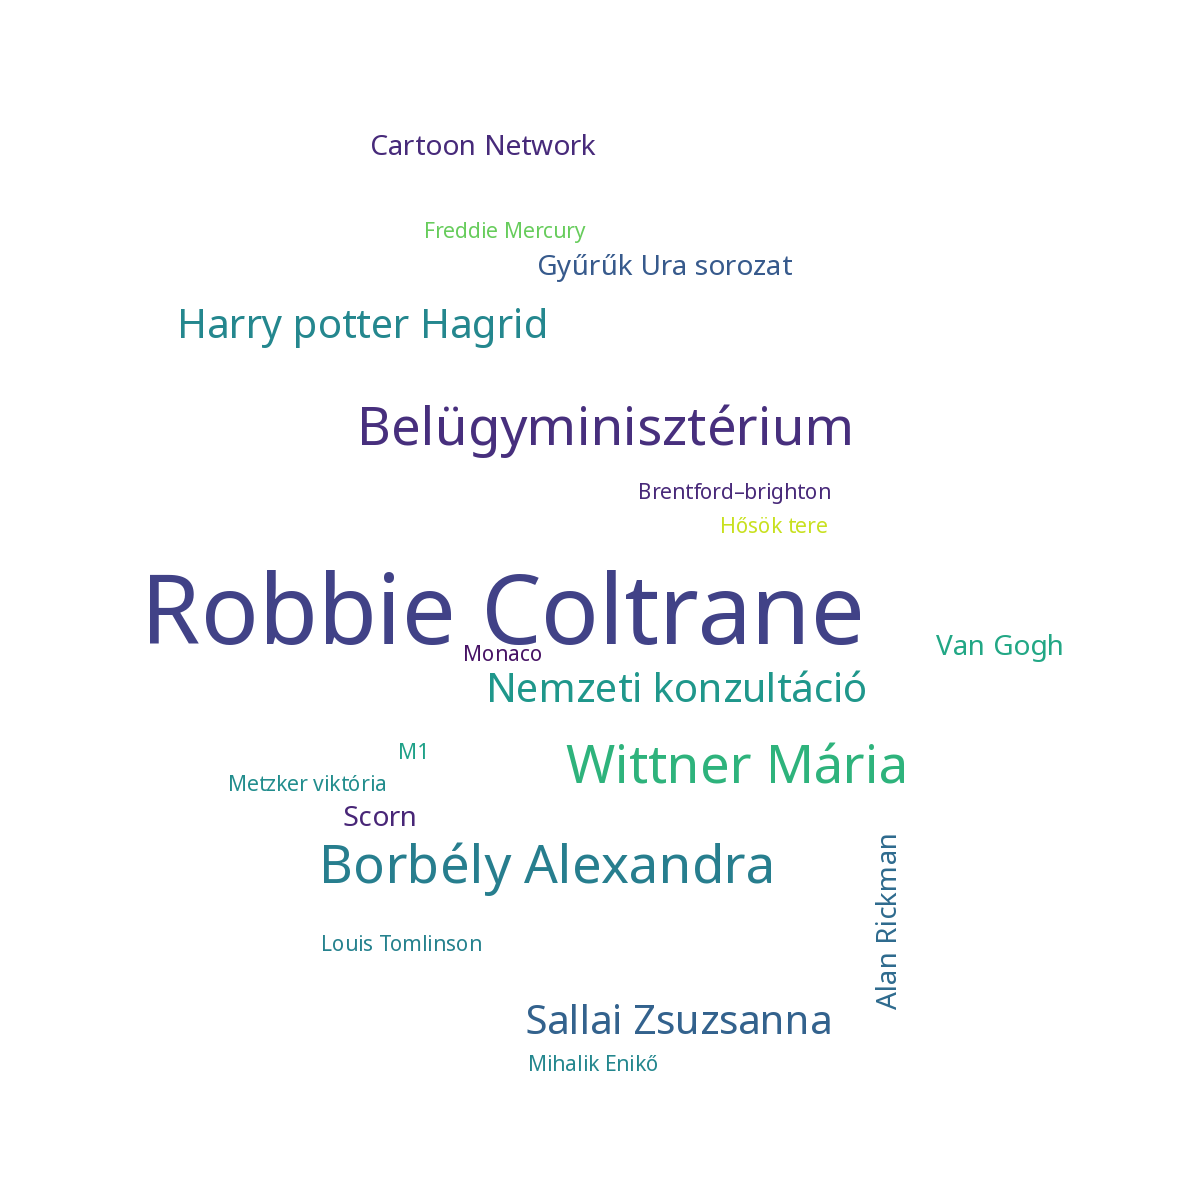 Cartoon Network
Freddie Mercury
Gyűrűk Ura sorozat
Harry potter Hagrid
Belügyminisztérium
Brentford–brighton
Hősök tere
Robbie Coltrane
Van Gogh
Monaco
Nemzeti konzultáció
M1
Wittner Mária
Metzker viktória
Scorn
Borbély Alexandra
Alan Rickman
Louis Tomlinson
Sallai Zsuzsanna
Mihalik Enikő